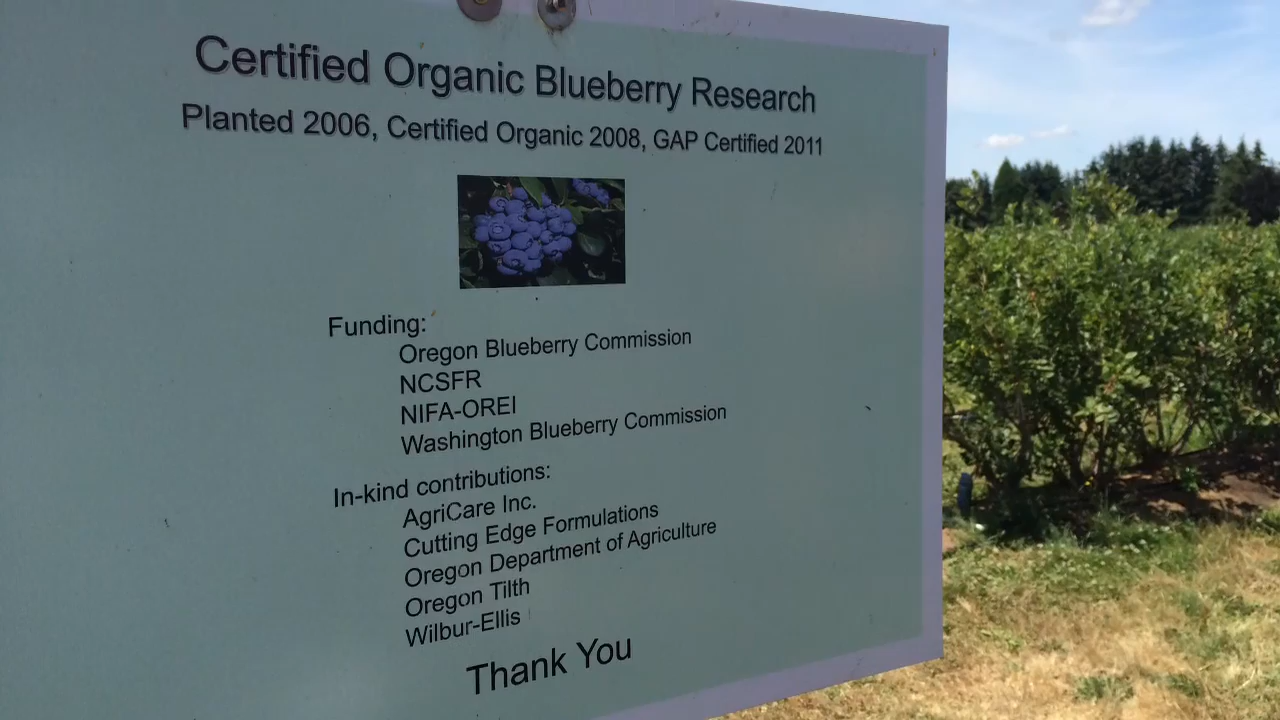 Certified Organic Blueberry Research
Planted 2006, Certified Organic 2008, GAP Certified 2011
Funding:
Oregon Blueberry Commission
NCSFR
NIFA-OREI
Washington Blueberry Commission
In-kind contributions:
AgriCare Inc.
Cutting Edge Formulations
Oregon Department of Agriculture
Oregon Tilth
Wilbur-Ellis
Thank You